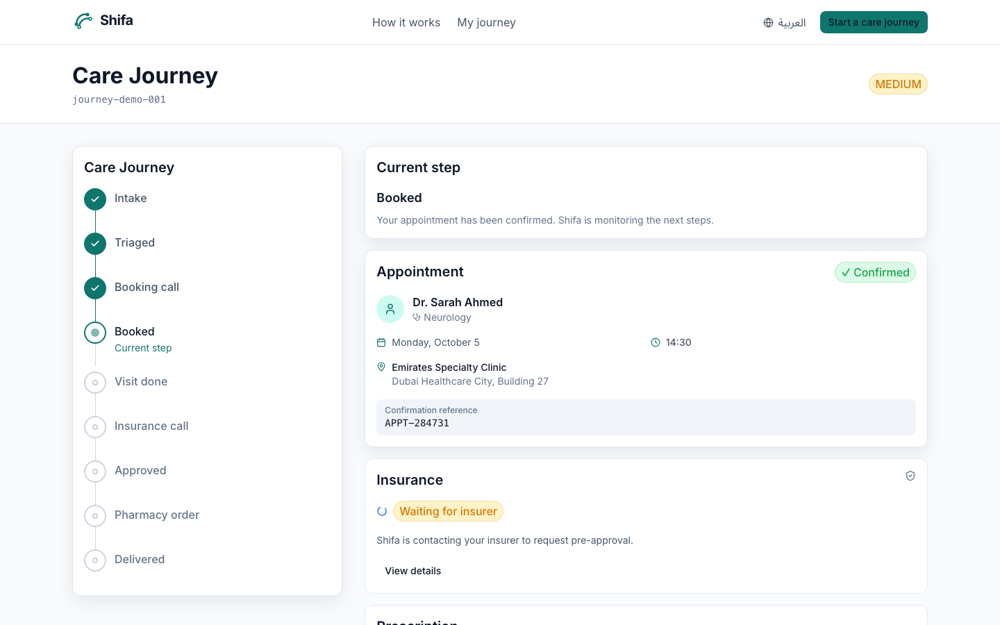 Shifa
How it works
My journey
العربية
Start a care journey
Care Journey
journey-demo-001
MEDIUM
Care Journey
Intake
Triaged
Booking call
Booked
Current step
Visit done
Insurance call
Approved
Pharmacy order
Delivered
Current step
Booked
Your appointment has been confirmed. Shifa is monitoring the next steps.
Appointment
✓ Confirmed
Dr. Sarah Ahmed
Neurology
Monday, October 5
14:30
Emirates Specialty Clinic
Dubai Healthcare City, Building 27
Confirmation reference
APPT-284731
Insurance
Waiting for insurer
Shifa is contacting your insurer to request pre-approval.
View details
Prescription